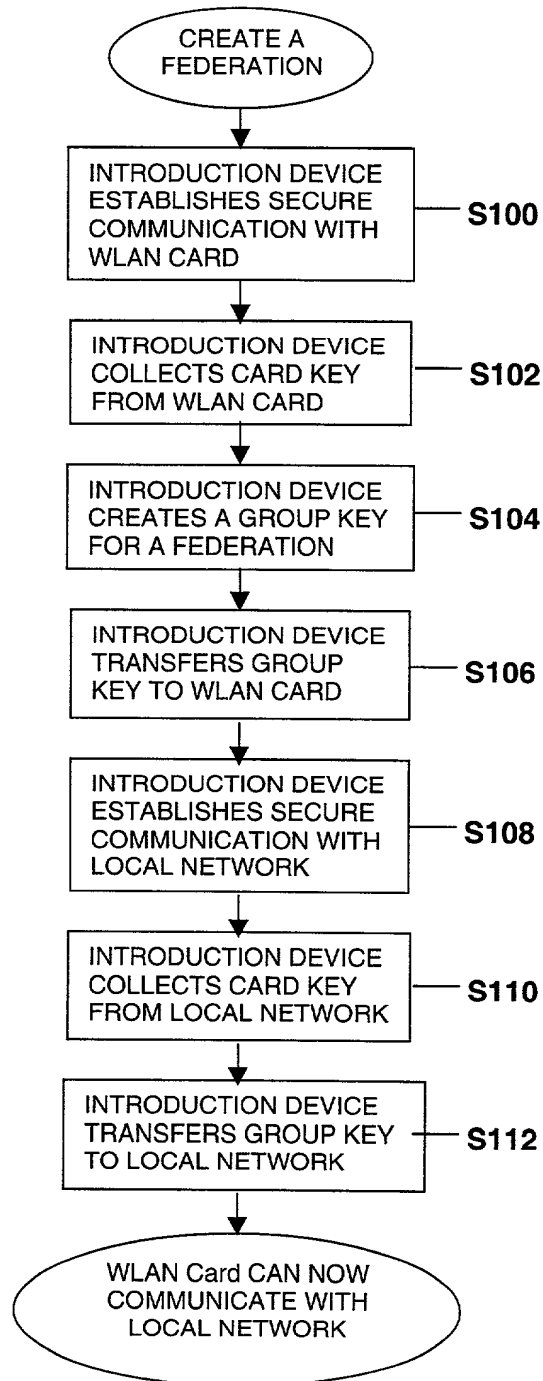 CREATE A
FEDERATION
INTRODUCTION DEVICE
ESTABLISHES SECURE
COMMUNICATION WITH
WLAN CARD
S100
INTRODUCTION DEVICE
COLLECTS CARD KEY
FROM WLAN CARD
S102
INTRODUCTION DEVICE
CREATES A GROUP KEY
FOR A FEDERATION
S104
INTRODUCTION DEVICE
TRANSFERS GROUP
KEY TO WLAN CARD
S106
INTRODUCTION DEVICE
ESTABLISHES SECURE
COMMUNICATION WITH
LOCAL NETWORK
S108
INTRODUCTION DEVICE
COLLECTS CARD KEY
FROM LOCAL NETWORK
S110
INTRODUCTION DEVICE
TRANSFERS GROUP KEY
TO LOCAL NETWORK
S112
WLAN Card CAN NOW
COMMUNICATE WITH
LOCAL NETWORK